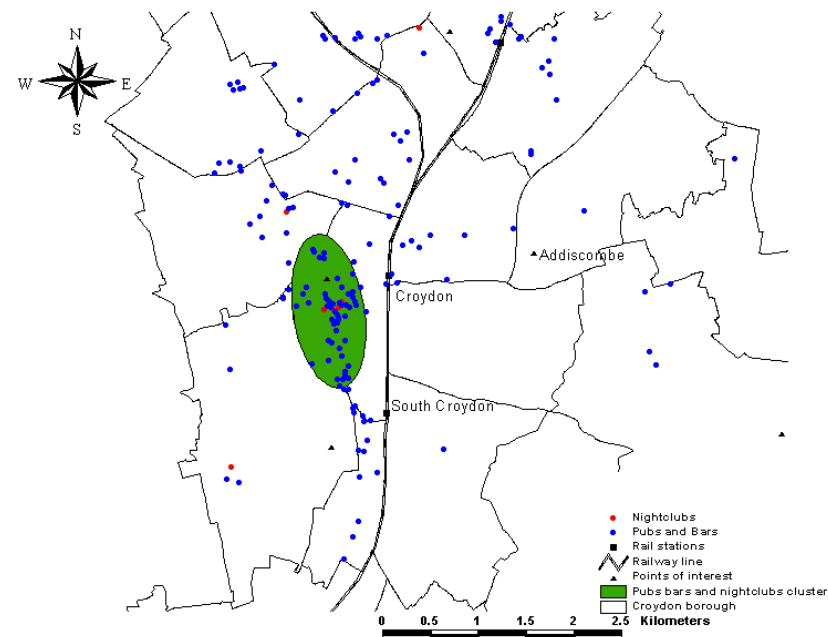 N
W E
S
Addiscombe
Croydon
South Croydon
Nightclubs
Pubs and Bars
Rail stations
Railway line
Points of interest
Pubs bars and nightclubs cluster
Croydon borough
0 0.5 1 1.5 2 2.5 Kilometers